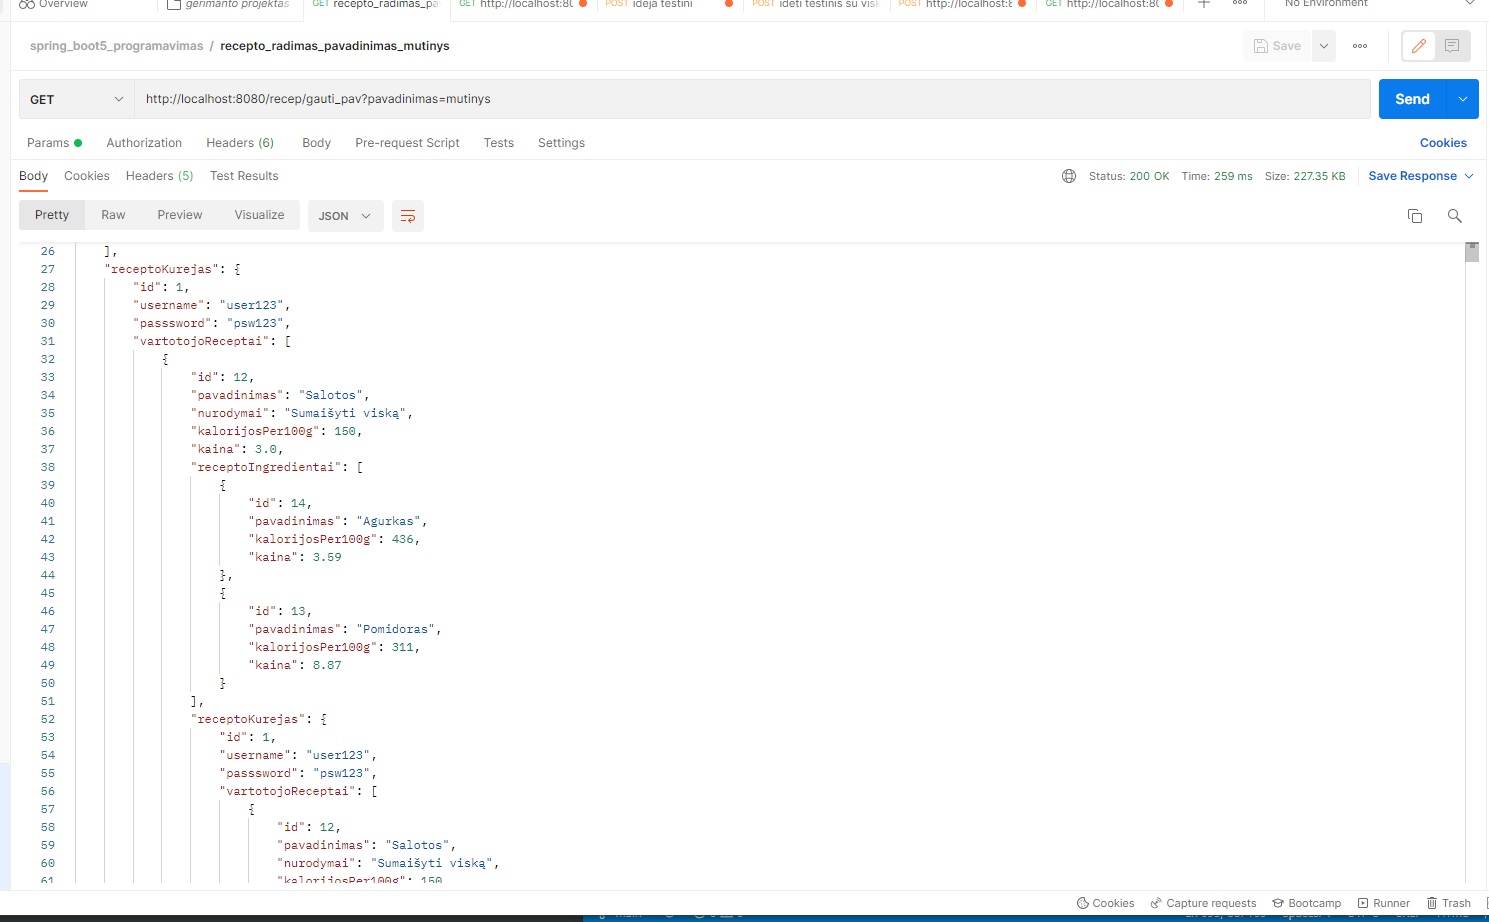 Overview
gerimanto projektas
GET recepto_radimas_pa
GET http://localhost:80
POST ideja testini
POST ideti testinis su visk
POST http://localhost:8
GET http://localhost:80
No Environment
spring_boot5_programavimas / recepto_radimas_pavadinimas_mutinys
Save
GET
http://localhost:8080/recep/gauti_pav?pavadinimas=mutinys
Send
Params Authorization Headers (6) Body Pre-request Script Tests Settings Cookies
Body Cookies Headers (5) Test Results Status: 200 OK Time: 259 ms Size: 227.35 KB Save Response
Pretty Raw Preview Visualize JSON
26 ],
27 "receptoKurejas": {
28 "id": 1,
29 "username": "user123",
30 "passsword": "psw123",
31 "vartotojoReceptai": [
32 {
33 "id": 12,
34 "pavadinimas": "Salotos",
35 "nurodymai": "Sumaišyti viską",
36 "kalorijosPer100g": 150,
37 "kaina": 3.0,
38 "receptoIngredientai": [
39 {
40 "id": 14,
41 "pavadinimas": "Agurkas",
42 "kalorijosPer100g": 436,
43 "kaina": 3.59
44 },
45 {
46 "id": 13,
47 "pavadinimas": "Pomidoras",
48 "kalorijosPer100g": 311,
49 "kaina": 8.87
50 }
51 ],
52 "receptoKurejas": {
53 "id": 1,
54 "username": "user123",
55 "passsword": "psw123",
56 "vartotojoReceptai": [
57 {
58 "id": 12,
59 "pavadinimas": "Salotos",
60 "nurodymai": "Sumaišyti viską",
61 "kalorijosPer100g": 150
Cookies Capture requests Bootcamp Runner Trash